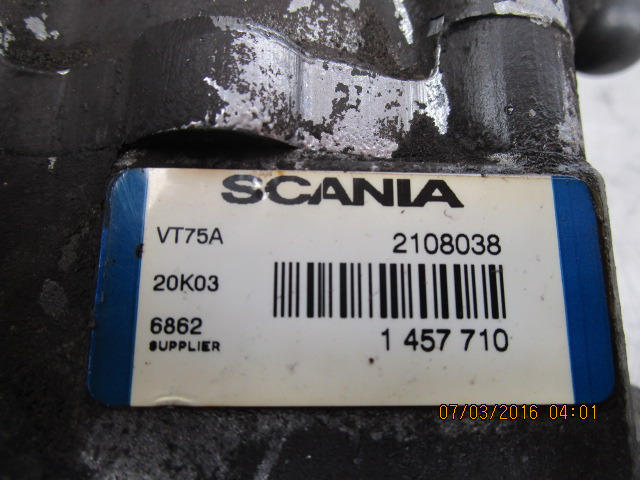 SCANIA
VT75A 2108038
20K03
6862 1 457 710
SUPPLIER
07/03/2016 04:01